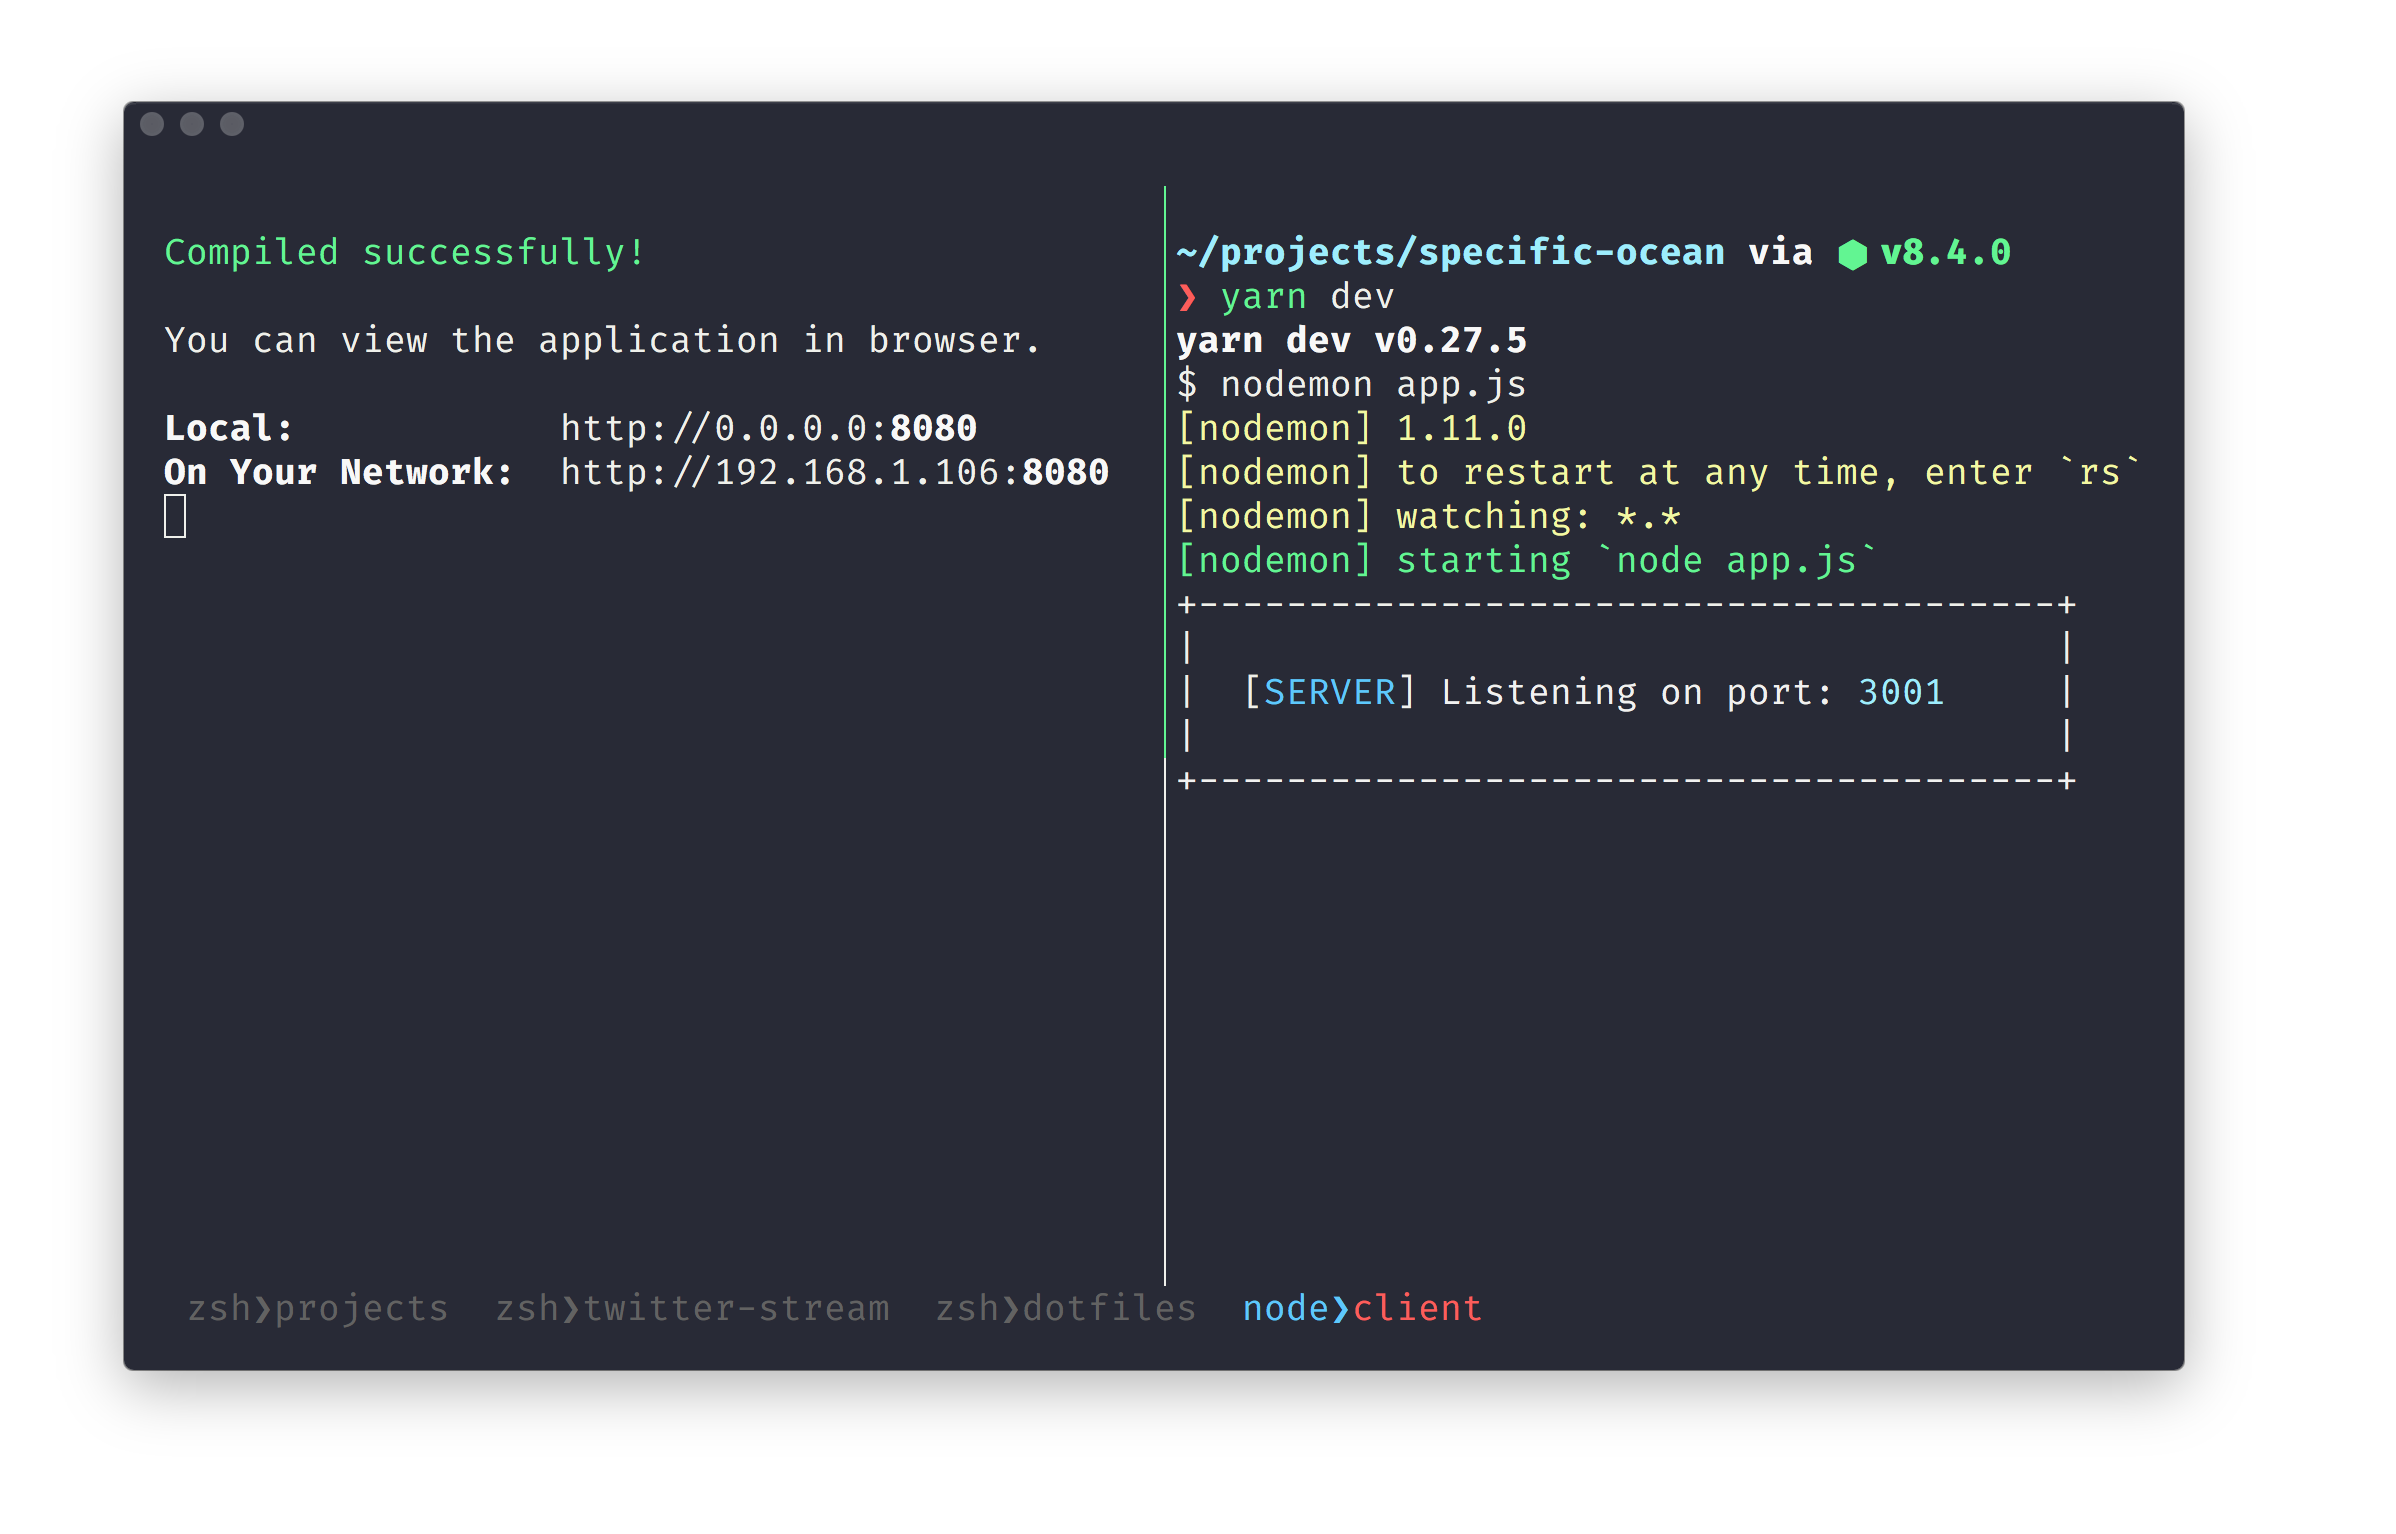 Compiled successfully!
You can view the application in browser.
Local:            http://0.0.0.0:8080
On Your Network:  http://192.168.1.106:8080
~/projects/specific-ocean via ⬢ v8.4.0
❯ yarn dev
yarn dev v0.27.5
$ nodemon app.js
[nodemon] 1.11.0
[nodemon] to restart at any time, enter `rs`
[nodemon] watching: *.*
[nodemon] starting `node app.js`
+---------------------------------------+
|                                       |
|  [SERVER] Listening on port: 3001     |
|                                       |
+---------------------------------------+
zsh❯projects  zsh❯twitter-stream  zsh❯dotfiles  node❯client